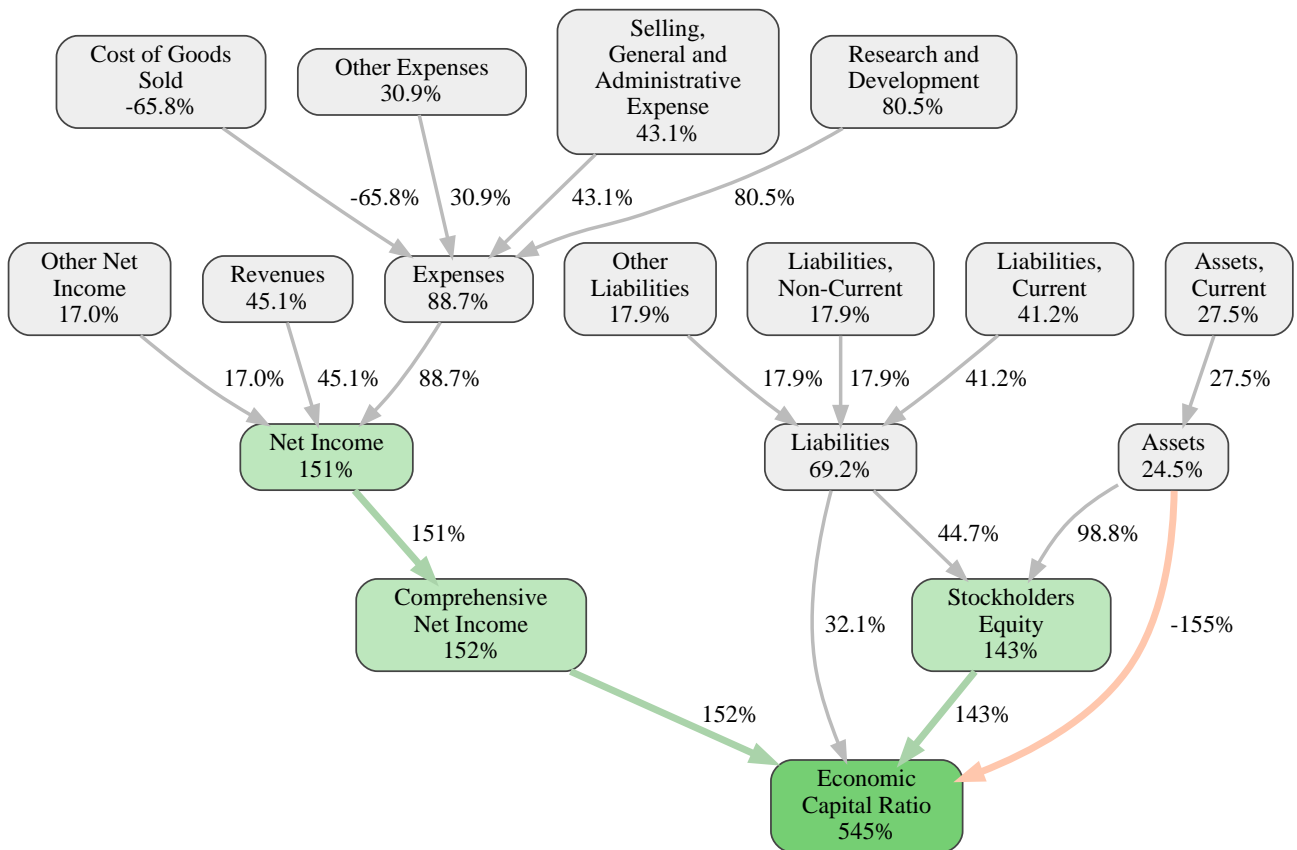 Cost of Goods
Sold
-65.8%
Other Expenses
30.9%
Selling,
General and
Administrative
Expense
43.1%
Research and
Development
80.5%
-65.8%
30.9%
43.1%
80.5%
Other Net
Income
17.0%
Revenues
45.1%
Expenses
88.7%
Other
Liabilities
17.9%
Liabilities,
Non-Current
17.9%
Liabilities,
Current
41.2%
Assets,
Current
27.5%
17.0%
45.1%
88.7%
17.9%
17.9%
41.2%
27.5%
Net Income
151%
Liabilities
69.2%
Assets
24.5%
151%
44.7%
98.8%
Comprehensive
Net Income
152%
32.1%
Stockholders
Equity
143%
-155%
152%
143%
Economic
Capital Ratio
545%